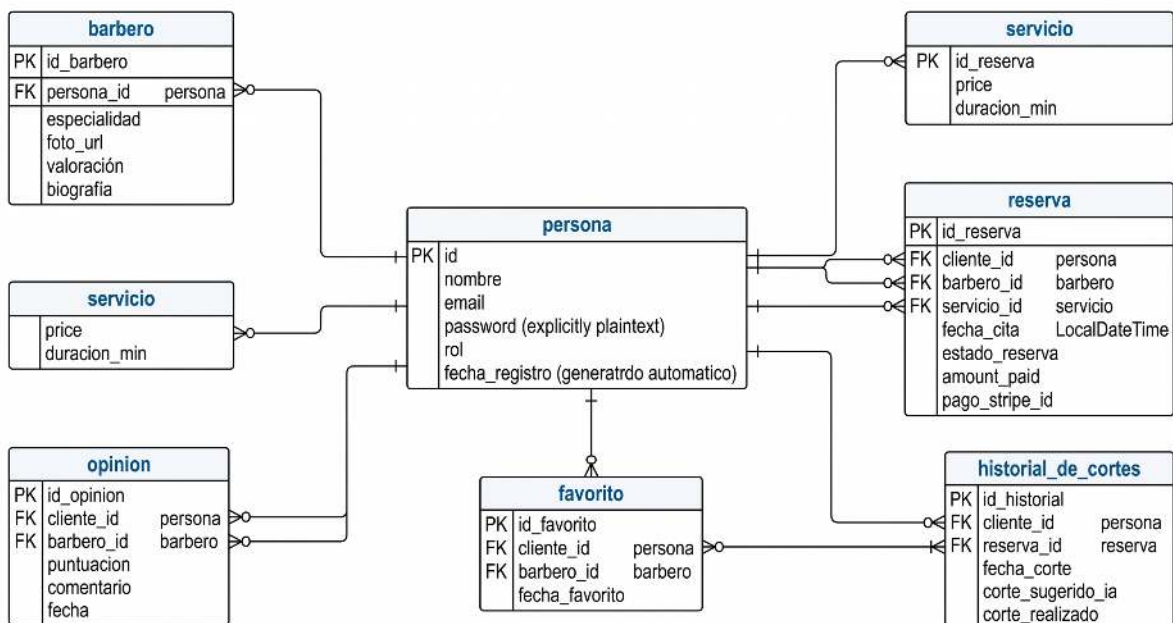 barbero
PK id_barbero
FK persona_id persona
especialidad
foto_url
valoración
biografía
servicio
price
duracion_min
opinion
PK id_opinion
FK cliente_id persona
FK barbero_id barbero
puntuacion
comentario
fecha
persona
PK id
nombre
email
password (explicitly plaintext)
rol
fecha_registro (generatrdo automatico)
favorito
PK id_favorito
FK cliente_id persona
FK barbero_id barbero
fecha_favorito
servicio
PK id_reserva
price
duracion_min
reserva
PK id_reserva
FK cliente_id persona
FK barbero_id barbero
FK servicio_id servicio
fecha_cita LocalDateTime
estado_reserva
amount_paid
pago_stripe_id
historial_de_cortes
PK id_historial
FK cliente_id persona
FK reserva_id reserva
fecha_corte
corte_sugerido_ia
corte_realizado